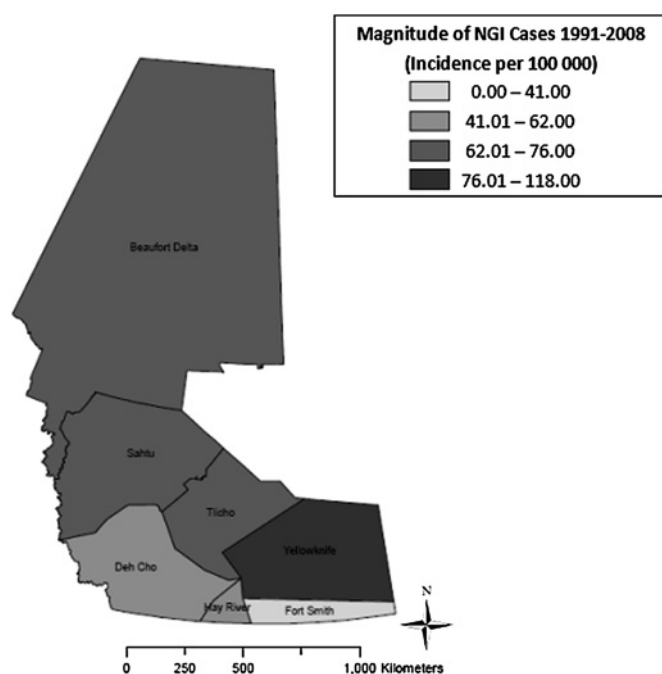 Magnitude of NGI Cases 1991-2008
(Incidence per 100 000)
0.00 – 41.00
41.01 – 62.00
62.01 – 76.00
76.01 – 118.00
Beaufort Delta
Sahtu
Tlicho
Yellowknife
Deh Cho
Hay River
Fort Smith
N
0 250 500 1,000 Kilometers